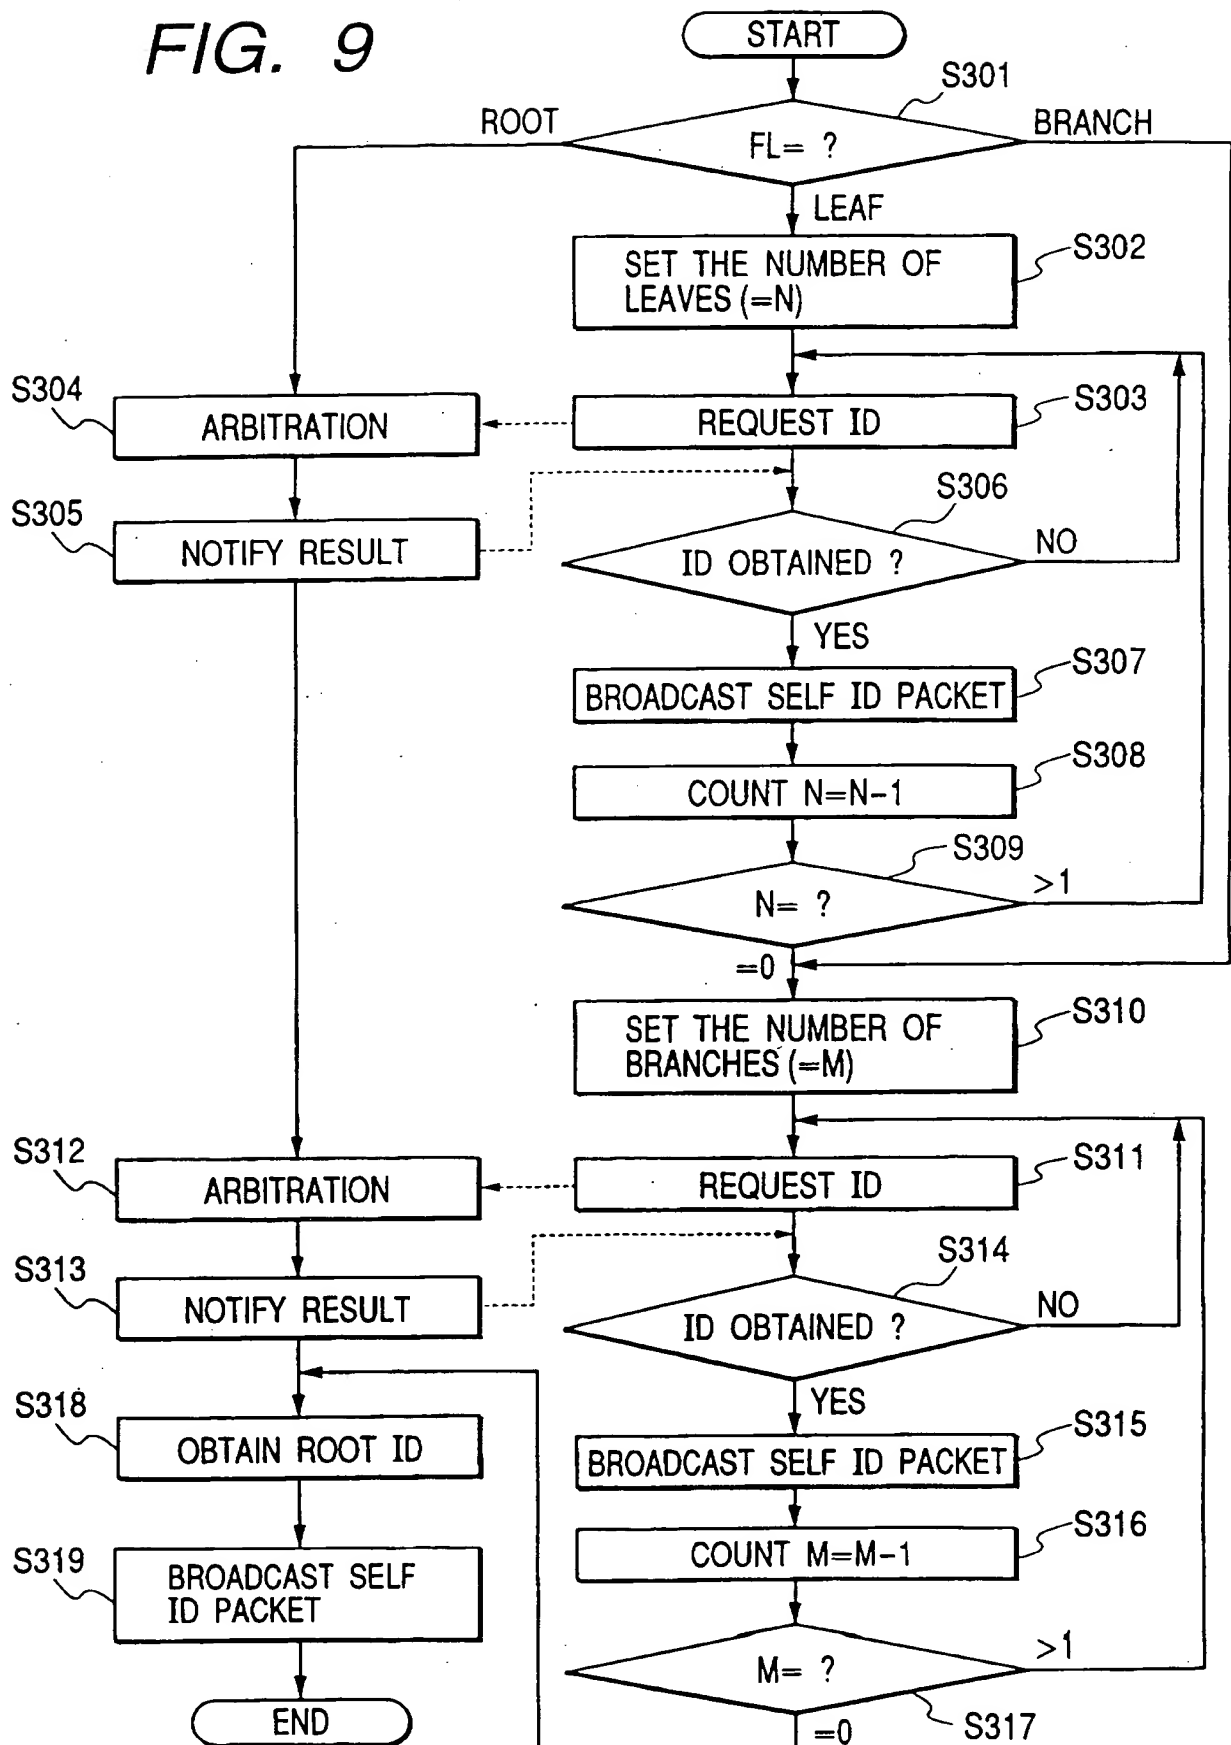 FIG. 9
START
S301
ROOT
FL= ?
BRANCH
LEAF
S302
SET THE NUMBER OF
LEAVES (=N)
S304
ARBITRATION
S303
REQUEST ID
S305
NOTIFY RESULT
S306
ID OBTAINED ?
NO
YES
S307
BROADCAST SELF ID PACKET
S308
COUNT N=N-1
S309
N= ?
>1
=0
S310
SET THE NUMBER OF
BRANCHES (=M)
S312
ARBITRATION
S311
REQUEST ID
S313
NOTIFY RESULT
S314
ID OBTAINED ?
NO
YES
S318
OBTAIN ROOT ID
S315
BROADCAST SELF ID PACKET
S316
COUNT M=M-1
S319
BROADCAST SELF
ID PACKET
M= ?
>1
S317
=0
END